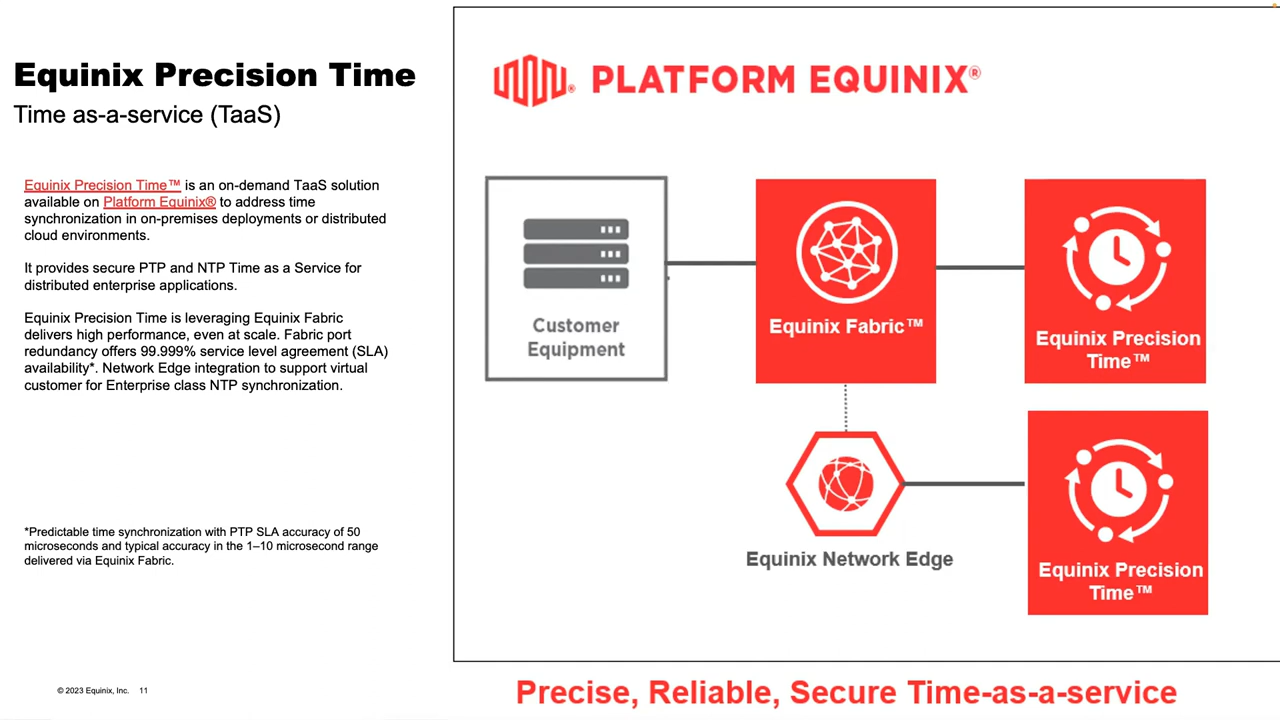 Equinix Precision Time
Time as-a-service (TaaS)
Equinix Precision Time™ is an on-demand TaaS solution
available on Platform Equinix® to address time
synchronization in on-premises deployments or distributed
cloud environments.
It provides secure PTP and NTP Time as a Service for
distributed enterprise applications.
Equinix Precision Time is leveraging Equinix Fabric
delivers high performance, even at scale. Fabric port
redundancy offers 99.999% service level agreement (SLA)
availability*. Network Edge integration to support virtual
customer for Enterprise class NTP synchronization.
*Predictable time synchronization with PTP SLA accuracy of 50
microseconds and typical accuracy in the 1–10 microsecond range
delivered via Equinix Fabric.
© 2023 Equinix, Inc. 11
PLATFORM EQUINIX®
Customer
Equipment
Equinix Fabric™
Equinix Precision
Time™
Equinix Network Edge
Equinix Precision
Time™
Precise, Reliable, Secure Time-as-a-service